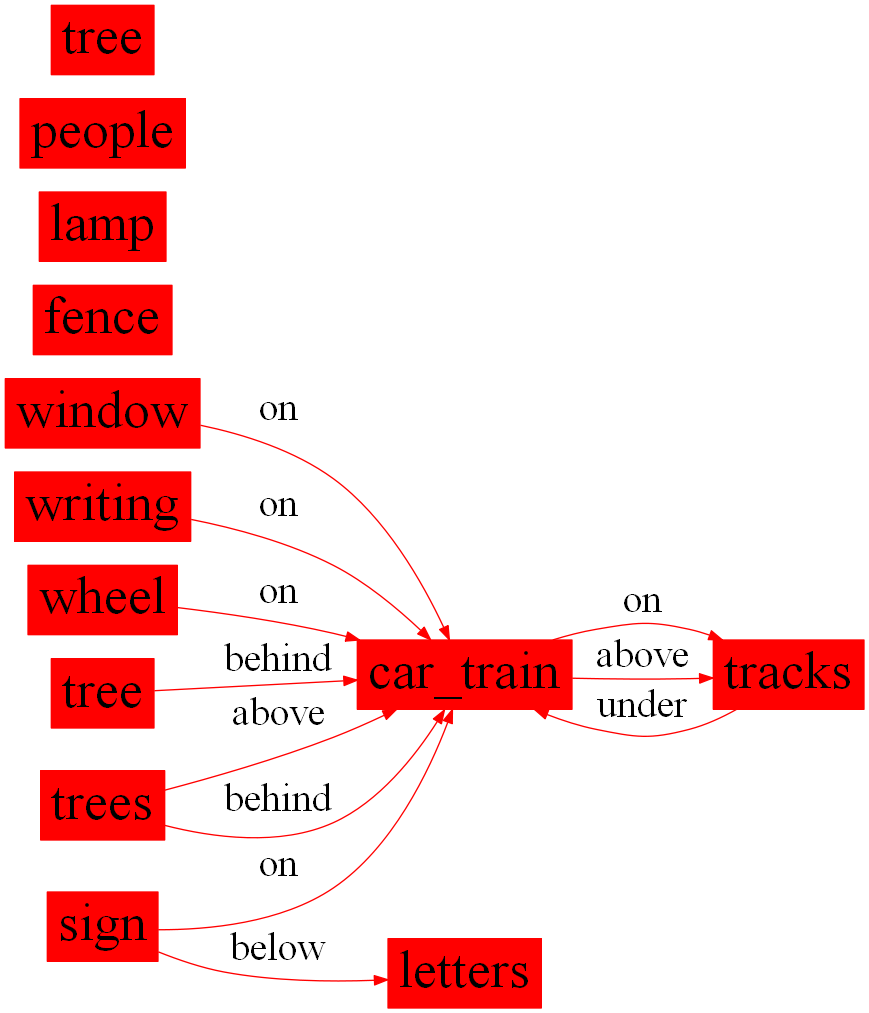 tree
people
lamp
fence
window
on
writing
on
wheel
on
on
tree
behind
car_train
above
tracks
above
under
trees
behind
on
sign
below
letters